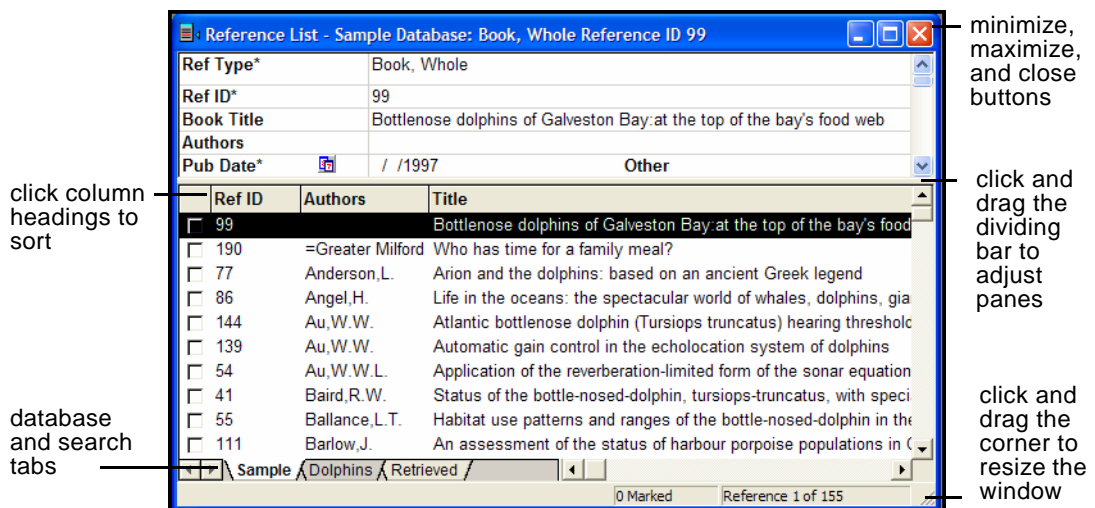 Reference List - Sample Database: Book, Whole Reference ID 99
minimize,
maximize,
and close
buttons
Ref Type* Book, Whole
Ref ID* 99
Book Title Bottlenose dolphins of Galveston Bay:at the top of the bay's food web
Authors
Pub Date* / /1997 Other
click column
headings to
sort
click and
drag the
dividing
bar to
adjust
panes
Ref ID Authors Title
99 Bottlenose dolphins of Galveston Bay:at the top of the bay's food
190 =Greater Milford Who has time for a family meal?
77 Anderson,L. Arion and the dolphins: based on an ancient Greek legend
86 Angel,H. Life in the oceans: the spectacular world of whales, dolphins, gia
144 Au,W.W. Atlantic bottlenose dolphin (Tursiops truncatus) hearing threshold
139 Au,W.W. Automatic gain control in the echolocation system of dolphins
54 Au,W.W.L. Application of the reverberation-limited form of the sonar equation
41 Baird,R.W. Status of the bottle-nosed-dolphin, tursiops-truncatus, with speci
55 Ballance,L.T. Habitat use patterns and ranges of the bottle-nosed-dolphin in the
111 Barlow,J. An assessment of the status of harbour porpoise populations in
database
and search
tabs
click and
drag the
corner to
resize the
window
Sample Dolphins Retrieved
0 Marked Reference 1 of 155